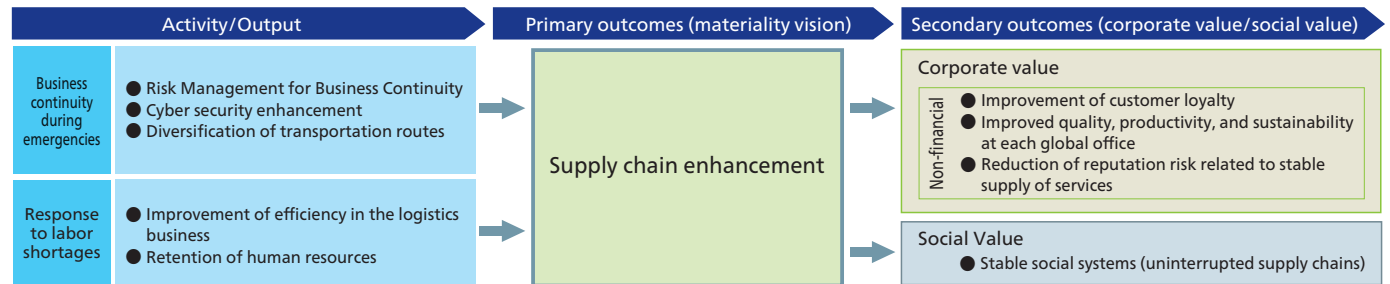 Activity/Output
Primary outcomes (materiality vision)
Secondary outcomes (corporate value/social value)
Business
continuity
during
emergencies
● Risk Management for Business Continuity
● Cyber security enhancement
● Diversification of transportation routes
Response
to labor
shortages
● Improvement of efficiency in the logistics
business
● Retention of human resources
Supply chain enhancement
Corporate value
Non-financial
● Improvement of customer loyalty
● Improved quality, productivity, and sustainability
at each global office
● Reduction of reputation risk related to stable
supply of services
Social Value
● Stable social systems (uninterrupted supply chains)